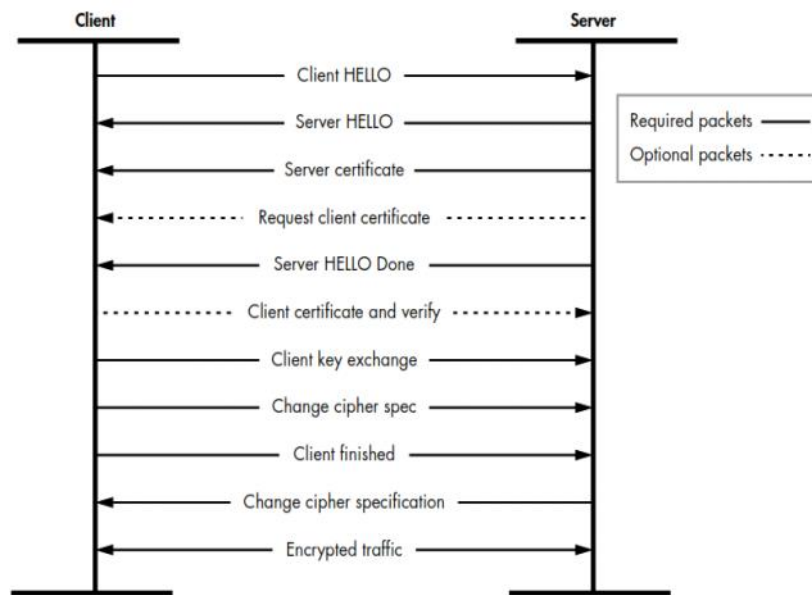 Client
Server
Client HELLO
Server HELLO
Required packets
Optional packets
Server certificate
Request client certificate
Server HELLO Done
Client certificate and verify
Client key exchange
Change cipher spec
Client finished
Change cipher specification
Encrypted traffic